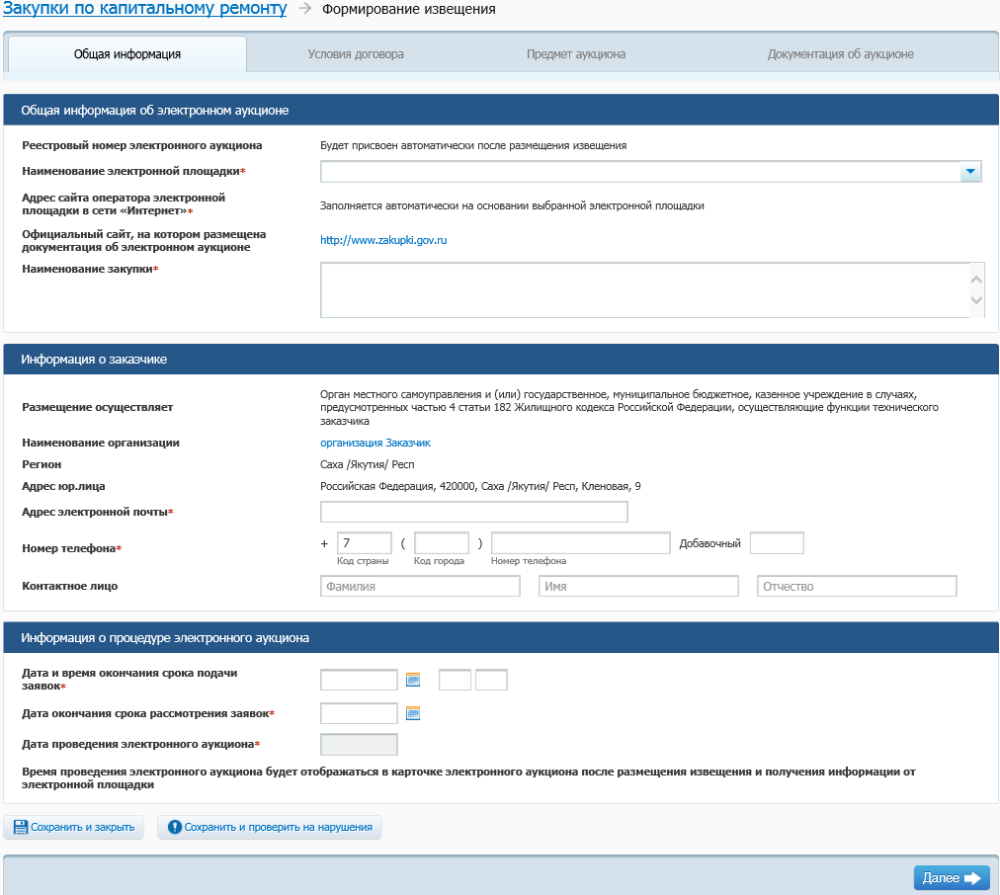 Закупки по капитальному ремонту → Формирование извещения
Общая информация Условия договора Предмет аукциона Документация об аукционе
Общая информация об электронном аукционе
Реестровый номер электронного аукциона Будет присвоен автоматически после размещения извещения
Наименование электронной площадки*
Адрес сайта оператора электронной
площадки в сети «Интернет»*
Заполняется автоматически на основании выбранной электронной площадки
Официальный сайт, на котором размещена
документация об электронном аукционе
http://www.zakupki.gov.ru
Наименование закупки*
Информация о заказчике
Размещение осуществляет
Орган местного самоуправления и (или) государственное, муниципальное бюджетное, казенное учреждение в случаях,
предусмотренных частью 4 статьи 182 Жилищного кодекса Российской Федерации, осуществляющие функции технического
заказчика
Наименование организации организация Заказчик
Регион Саха /Якутия/ Респ
Адрес юр.лица Российская Федерация, 420000, Саха /Якутия/ Респ, Кленовая, 9
Адрес электронной почты*
Номер телефона* + 7 ( ) Добавочный
Код страны Код города Номер телефона
Контактное лицо Фамилия Имя Отчество
Информация о процедуре электронного аукциона
Дата и время окончания срока подачи
заявок*
Дата окончания срока рассмотрения заявок*
Дата проведения электронного аукциона*
Время проведения электронного аукциона будет отображаться в карточке электронного аукциона после размещения извещения и получения информации от
электронной площадки
Сохранить и закрыть Сохранить и проверить на нарушения
Далее